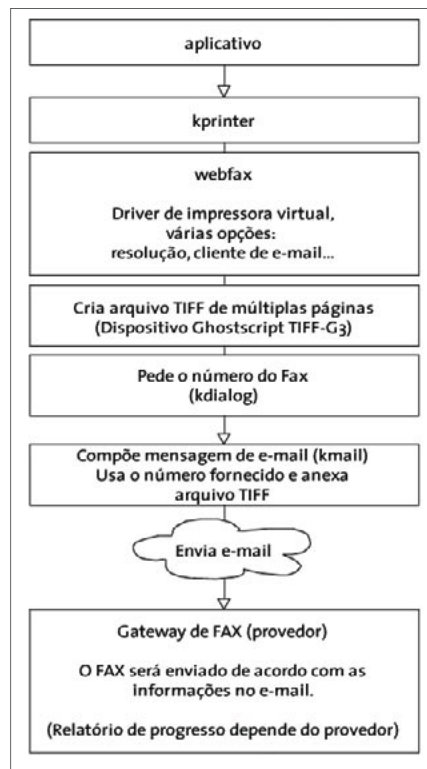 aplicativo
kprinter
webfax
Driver de impressora virtual,
várias opções:
resolução, cliente de e-mail...
Cria arquivo TIFF de múltiplas páginas
(Dispositivo Ghostscript TIFF-G3)
Pede o número do Fax
(kdialog)
Compõe mensagem de e-mail (kmail)
Usa o número fornecido e anexa
arquivo TIFF
Envia e-mail
Gateway de FAX (provedor)
O FAX será enviado de acordo com as
informações no e-mail.
(Relatório de progresso depende do provedor)